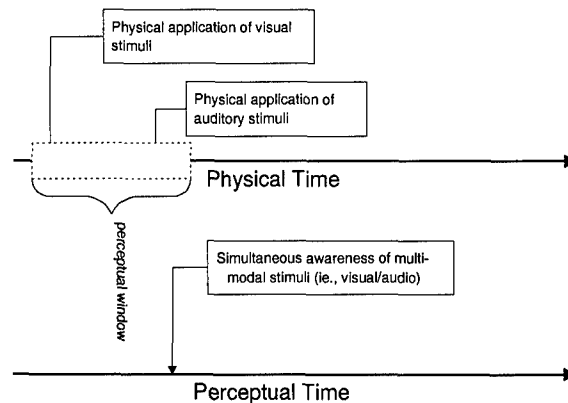 Physical application of visual
stimuli
Physical application of
auditory stimuli
Physical Time
perceptual window
Simultaneous awareness of multi-
modal stimuli (ie., visual/audio)
Perceptual Time